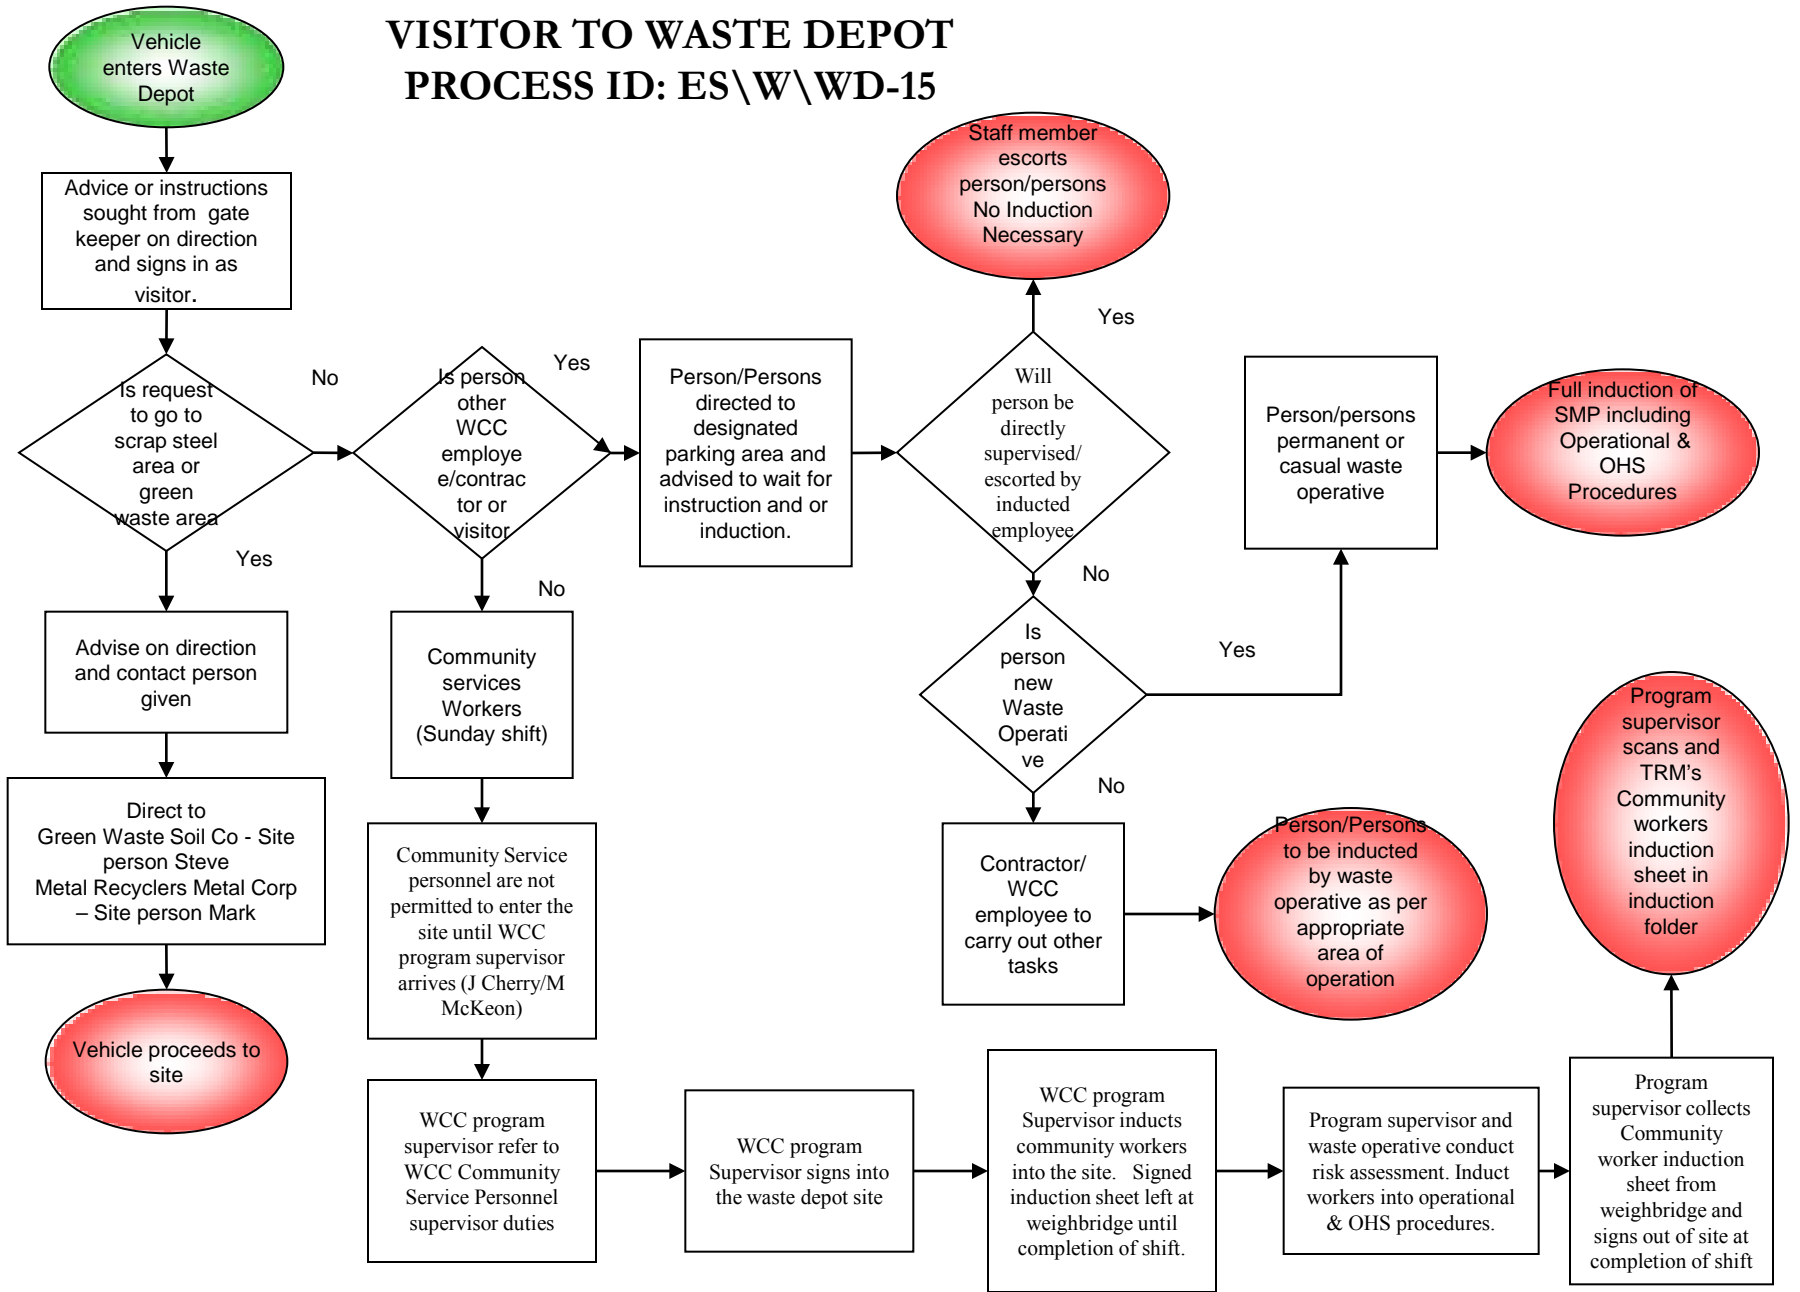 VISITOR TO WASTE DEPOT
PROCESS ID: ES\W\WD-15
Vehicle
enters Waste
Depot
Advice or instructions
sought from gate
keeper on direction
and signs in as
visitor.
Is request
to go to
scrap steel
area or
green
waste area
No
Yes
Advise on direction
and contact person
given
Direct to
Green Waste Soil Co - Site
person Steve
Metal Recyclers Metal Corp
– Site person Mark
Vehicle proceeds to
site
Is person
other
WCC
employe
e/contrac
tor or
visitor
Yes
No
Community
services
Workers
(Sunday shift)
Community Service
personnel are not
permitted to enter the
site until WCC
program supervisor
arrives (J Cherry/M
McKeon)
WCC program
supervisor refer to
WCC Community
Service Personnel
supervisor duties
WCC program
Supervisor signs into
the waste depot site
WCC program
Supervisor inducts
community workers
into the site. Signed
induction sheet left at
weighbridge until
completion of shift.
Program supervisor and
waste operative conduct
risk assessment. Induct
workers into operational
& OHS procedures.
Program
supervisor collects
Community
worker induction
sheet from
weighbridge and
signs out of site at
completion of shift
Program
supervisor
scans and
TRM's
Community
workers
induction
sheet in
induction
folder
Person/Persons
directed to
designated
parking area and
advised to wait for
instruction and or
induction.
Will
person be
directly
supervised/
escorted by
inducted
employee
Yes
Staff member
escorts
person/persons
No Induction
Necessary
No
Is
person
new
Waste
Operati
ve
Yes
Person/persons
permanent or
casual waste
operative
Full induction of
SMP including
Operational &
OHS
Procedures
No
Contractor/
WCC
employee to
carry out other
tasks
Person/Persons
to be inducted
by waste
operative as per
appropriate
area of
operation